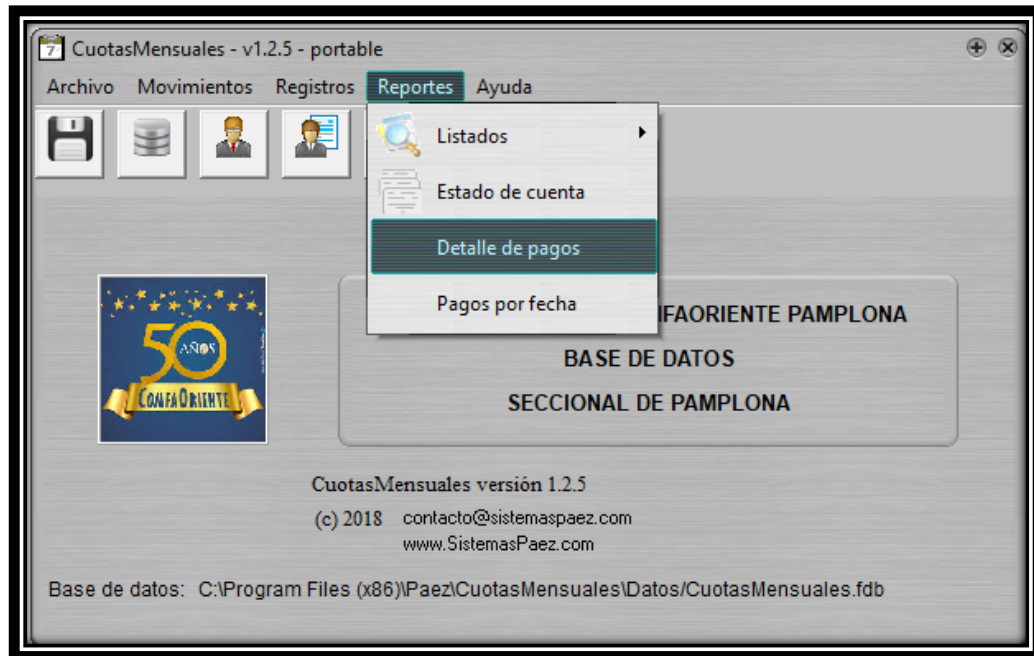 CuotasMensuales - v1.2.5 - portable
Archivo Movimientos Registros Reportes Ayuda
Listados
Estado de cuenta
Detalle de pagos
Pagos por fecha
IFAORIENTE PAMPLONA
BASE DE DATOS
SECCIONAL DE PAMPLONA
50
AÑOS
COMFAORIENTE
CuotasMensuales versión 1.2.5
(c) 2018 contacto@sistemaspaez.com
www.SistemasPaez.com
Base de datos: C:\Program Files (x86)\Paez\CuotasMensuales\Datos/CuotasMensuales.fdb